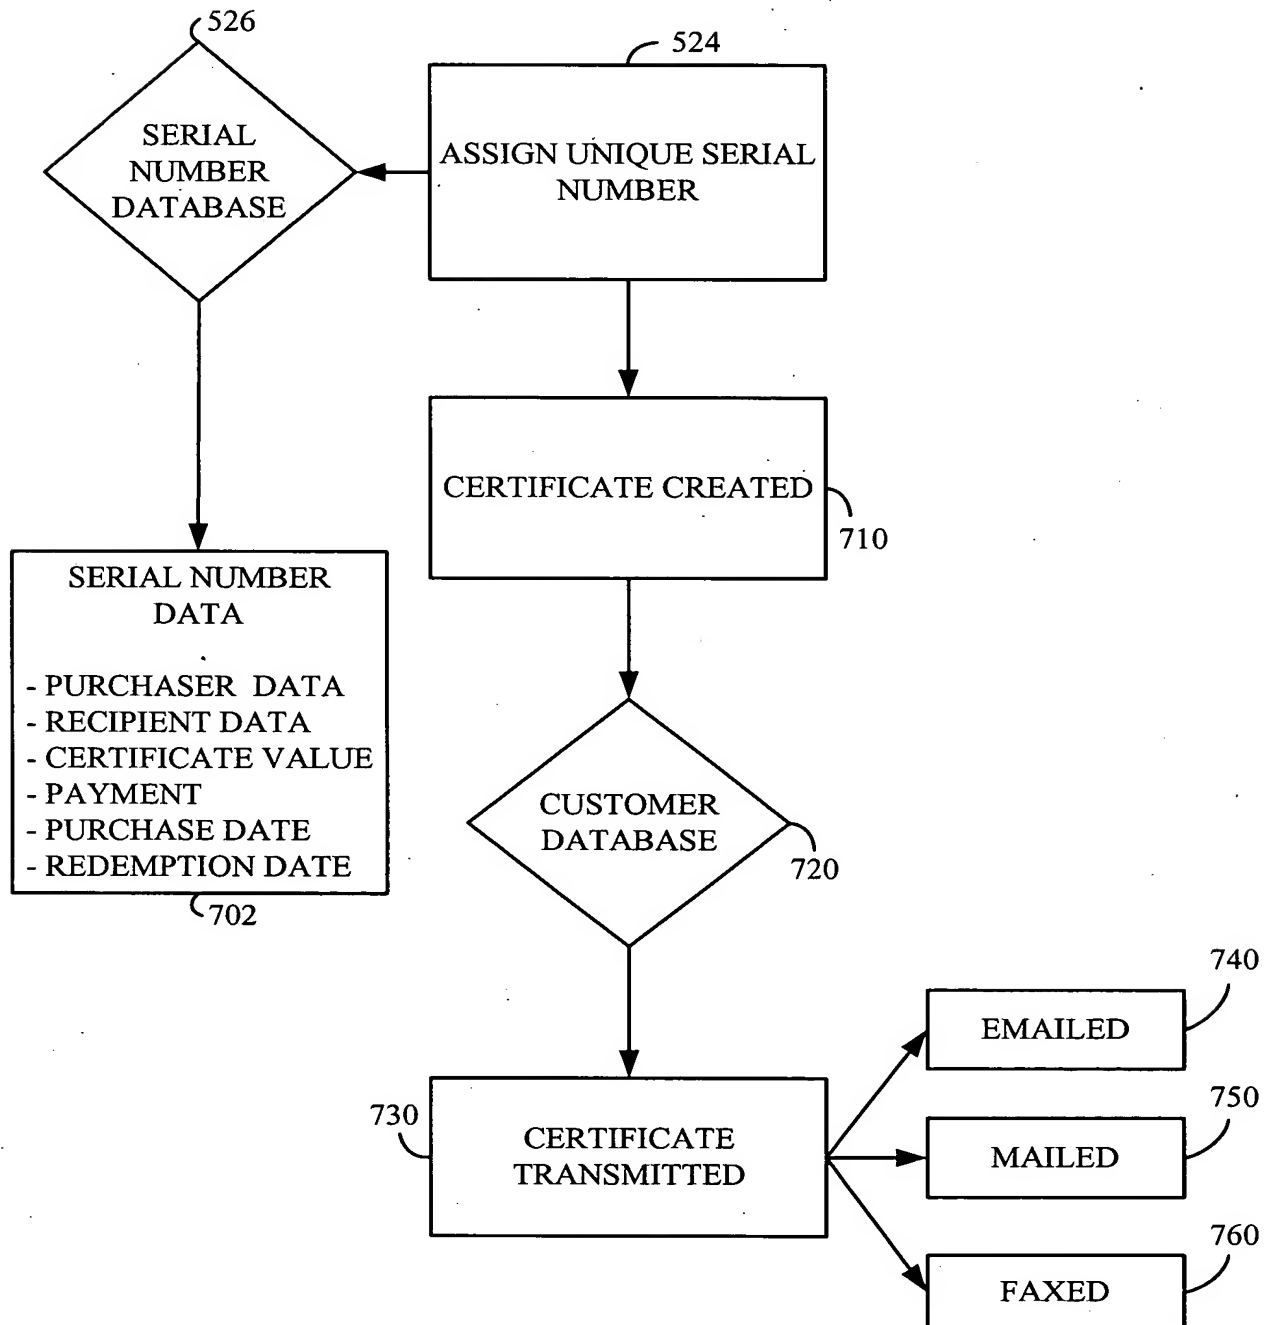 526
524
SERIAL
NUMBER
DATABASE
ASSIGN UNIQUE SERIAL
NUMBER
CERTIFICATE CREATED
710
SERIAL NUMBER
DATA
- PURCHASER DATA
- RECIPIENT DATA
- CERTIFICATE VALUE
- PAYMENT
- PURCHASE DATE
- REDEMPTION DATE
702
CUSTOMER
DATABASE
720
730
CERTIFICATE
TRANSMITTED
740
EMAILED
750
MAILED
760
FAXED